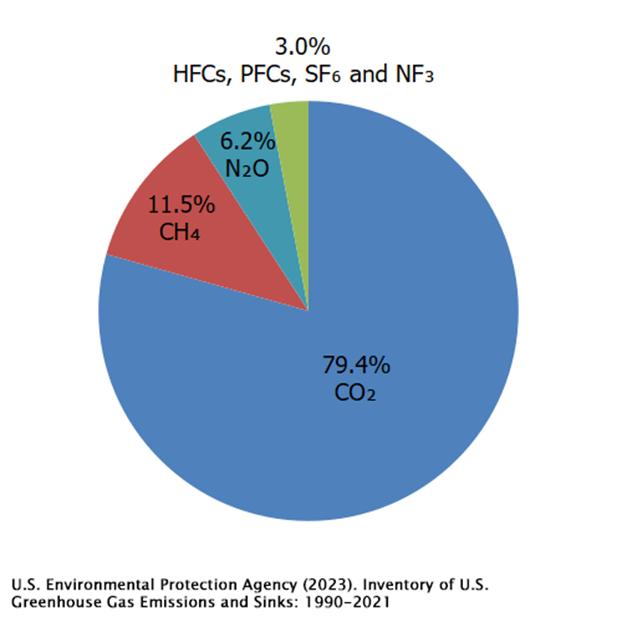 3.0%
HFCs, PFCs, SF6 and NF3
6.2%
N2O
11.5%
CH4
79.4%
CO2
U.S. Environmental Protection Agency (2023). Inventory of U.S.
Greenhouse Gas Emissions and Sinks: 1990-2021